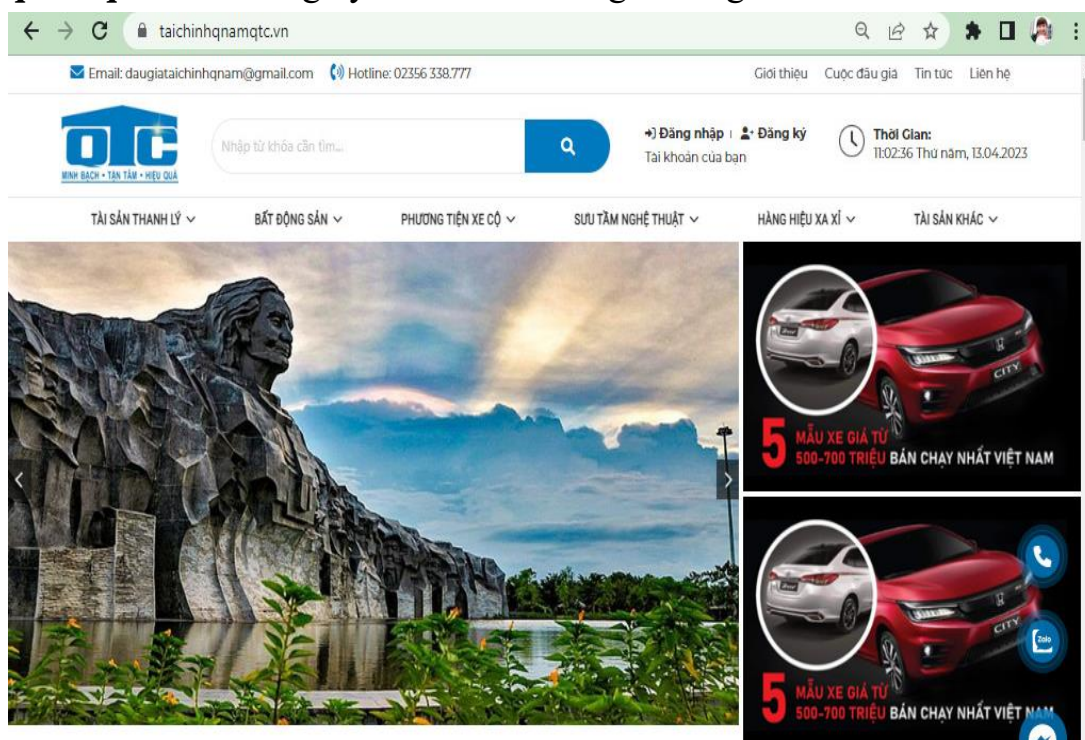 taichinhqnamqtc.vn
Email: daugiataichinhqnam@gmail.com Hotline: 02356 338.777 Giới thiệu Cuộc đấu giá Tin tức Liên hệ
QTC
MINH BẠCH • TẬN TÂM • HIỆU QUẢ
Nhập từ khóa cần tìm...
Đăng nhập | Đăng ký
Tài khoản của bạn
Thời Gian:
11:02:36 Thứ năm, 13.04.2023
TÀI SẢN THANH LÝ BẤT ĐỘNG SẢN PHƯƠNG TIỆN XE CỘ SƯU TẦM NGHỆ THUẬT HÀNG HIỆU XA XỈ TÀI SẢN KHÁC
CITY
5 MẪU XE GIÁ TỪ
500-700 TRIỆU BÁN CHẠY NHẤT VIỆT NAM
CITY
Zalo
5 MẪU XE GIÁ TỪ
500-700 TRIỆU BÁN CHẠY NHẤT VIỆT NAM